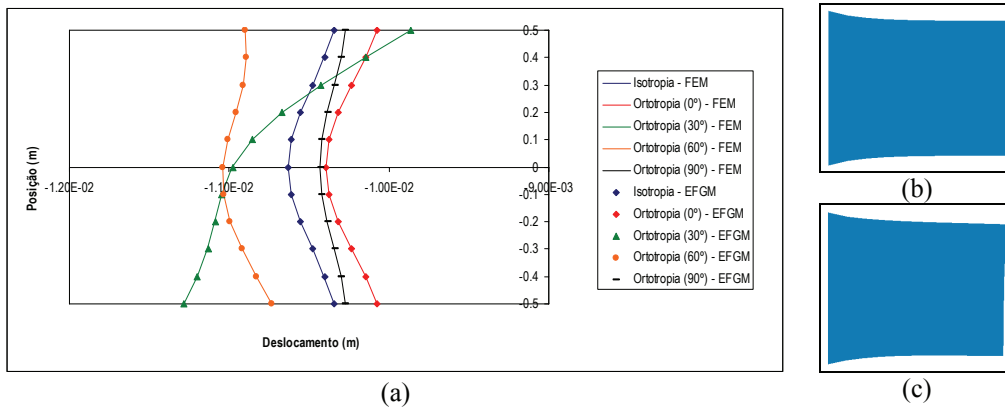 0.5
0.4
0.3
0.2
0.1
0
-0.1
-0.2
-0.3
-0.4
-0.5
-1.20E-02
-1.10E-02
-1.00E-02
9.00E-03
Posição (m)
Deslocamento (m)
Isotropia - FEM
Ortotropia (0º) - FEM
Ortotropia (30º) - FEM
Ortotropia (60º) - FEM
Ortotropia (90º) - FEM
Isotropia - EFGM
Ortotropia (0º) - EFGM
Ortotropia (30º) - EFGM
Ortotropia (60º) - EFGM
Ortotropia (90º) - EFGM
(a)
(b)
(c)